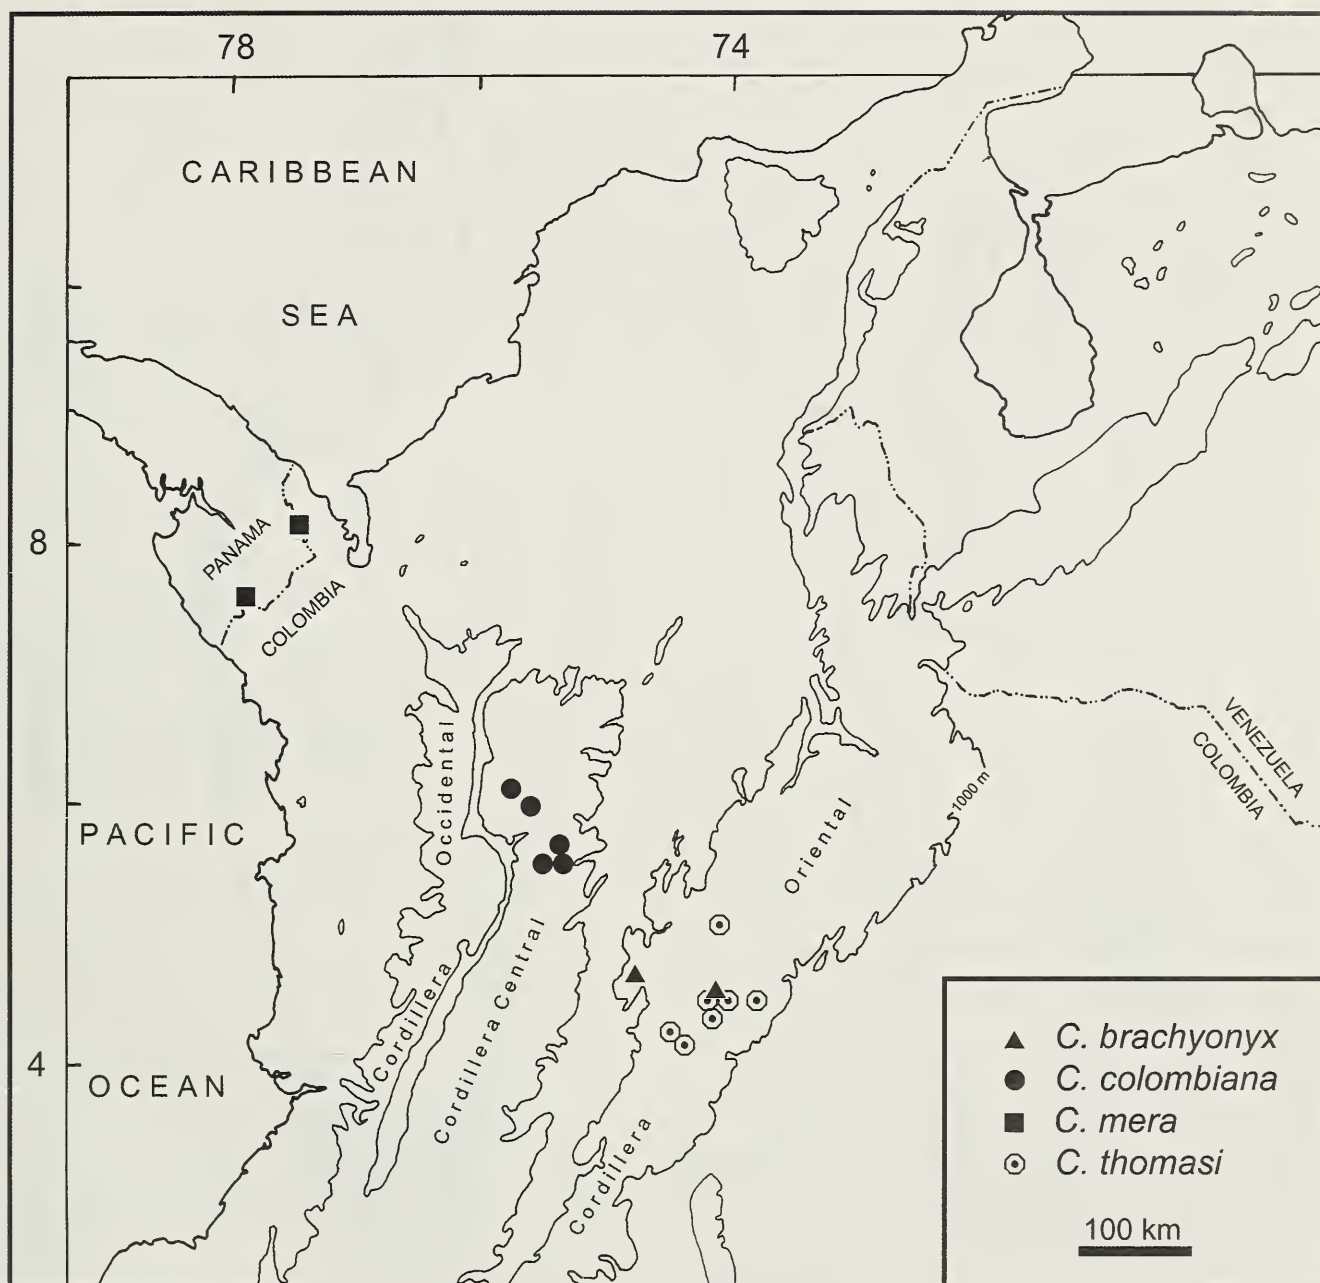 78
74
CARIBBEAN
SEA
8
PANAMA
COLOMBIA
VENEZUELA
COLOMBIA
1000 m
Occidental
Oriental
PACIFIC
Cordillera
Cordillera Central
4
OCEAN
Cordillera
C. brachyonyx
C. colombiana
C. mera
C. thomasi
100 km